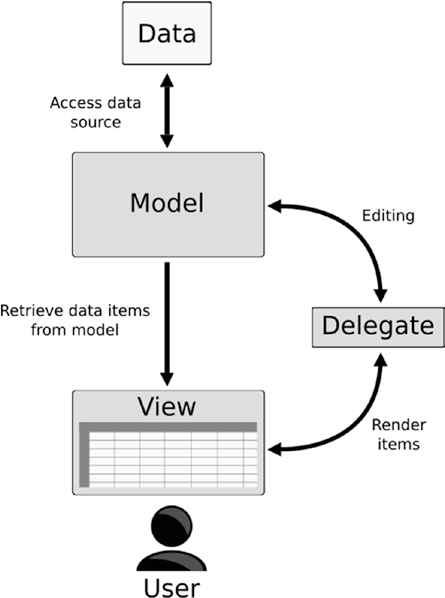 Data
Access data
source
Model
Editing
Retrieve data items
from model
Delegate
View
Render
items
User